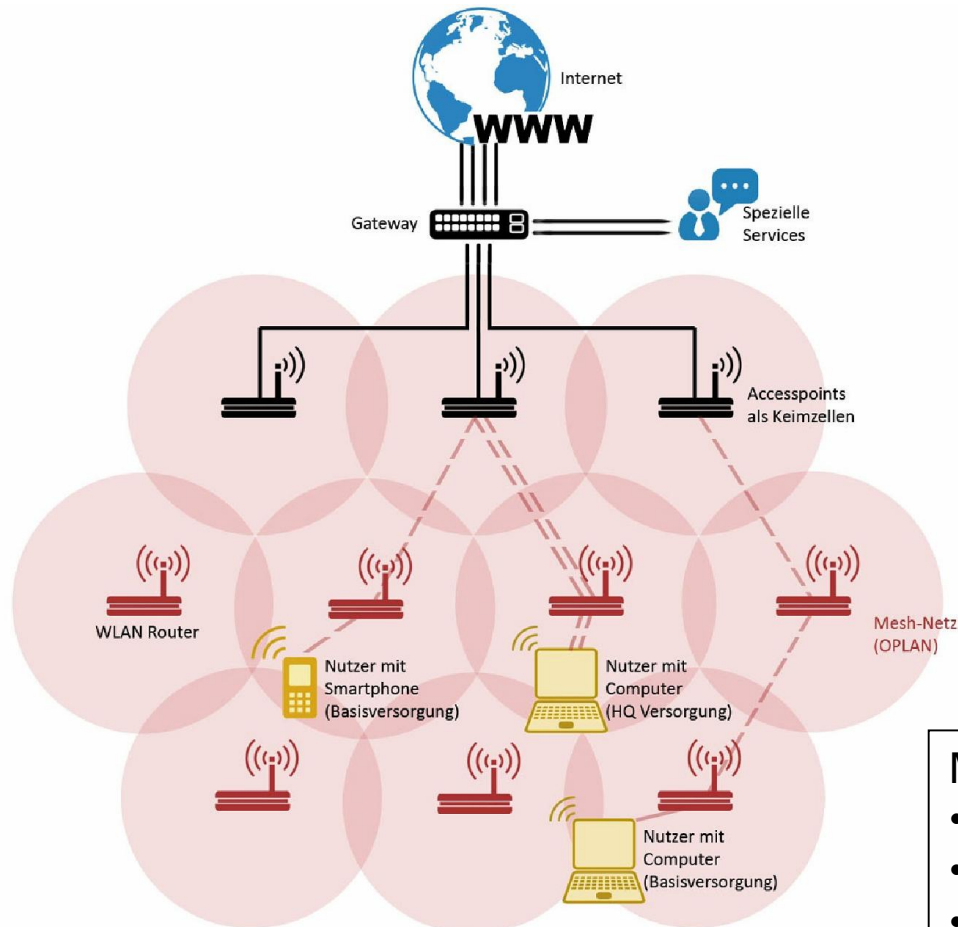 Internet
www
Gateway
Spezielle
Services
Accesspoints
als Keimzellen
WLAN Router
Mesh-Netz
(OPLAN)
Nutzer mit
Smartphone
(Basisversorgung)
Nutzer mit
Computer
(HQ Versorgung)
Nutzer mit
Computer
(Basisversorgung)